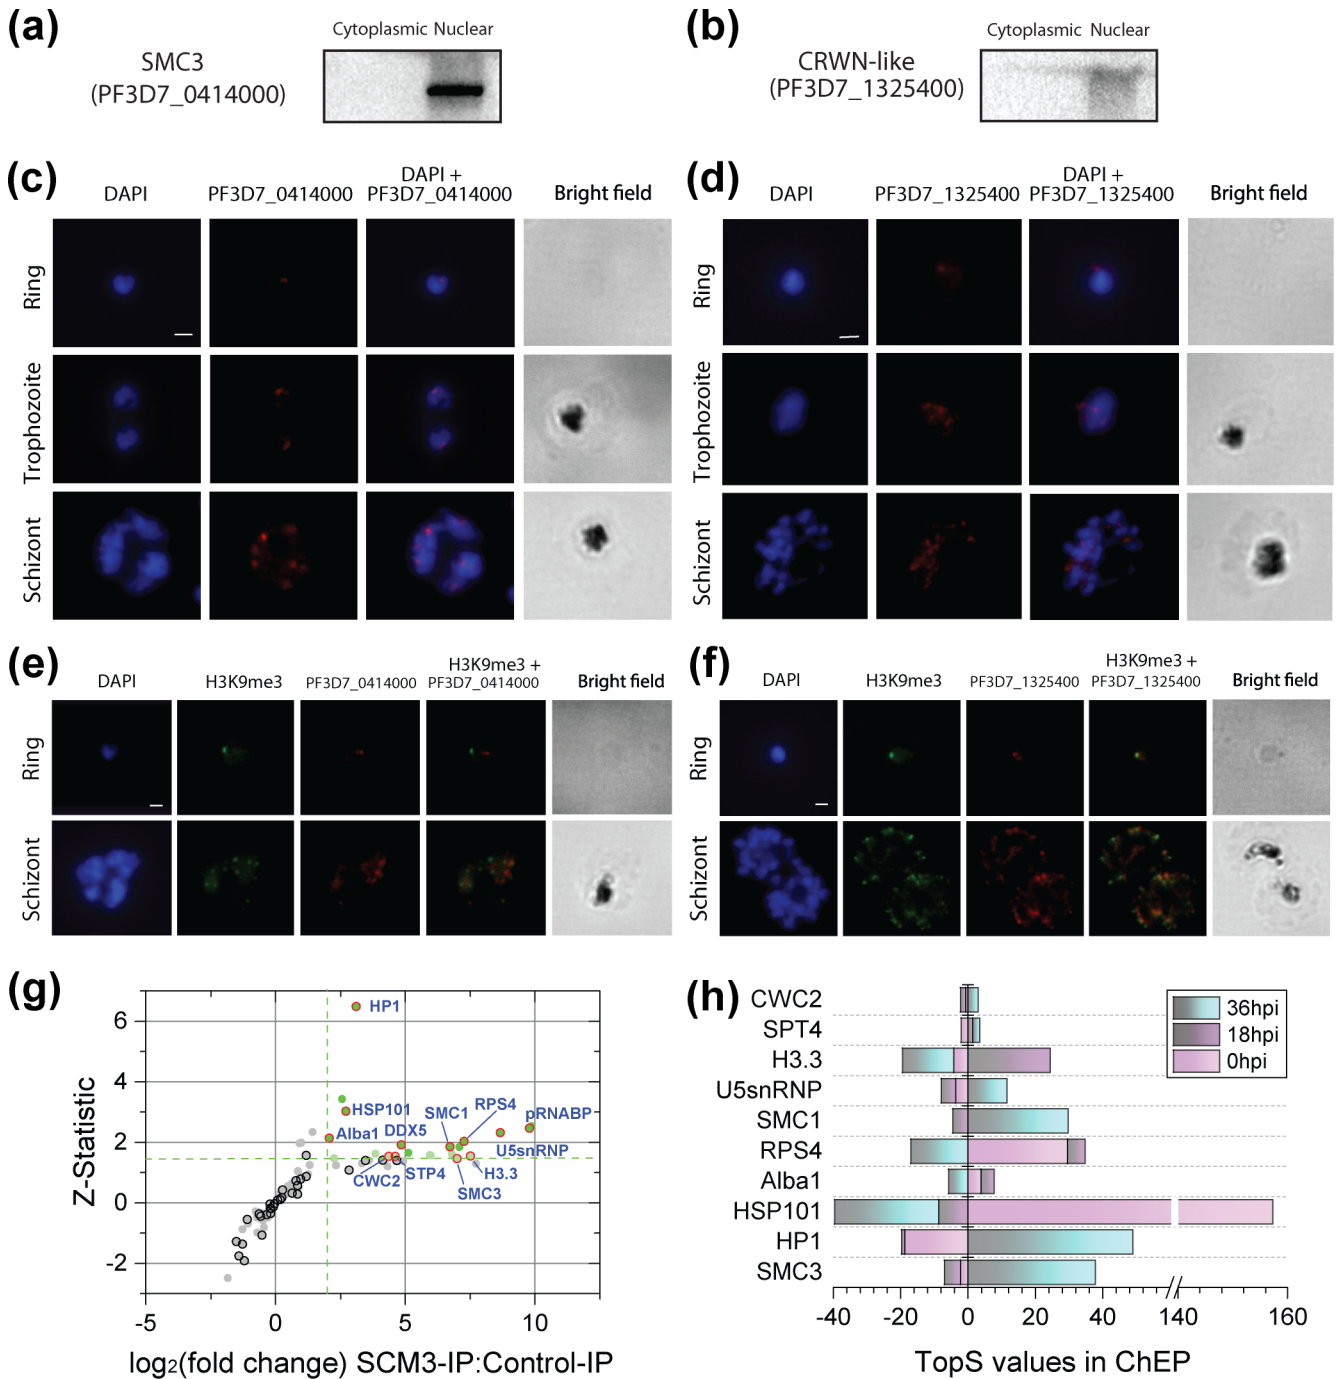 (a)
Cytoplasmic Nuclear
SMC3
(PF3D7_0414000)
(b)
Cytoplasmic Nuclear
CRWN-like
(PF3D7_1325400)
(c)
DAPI
PF3D7_0414000
DAPI +
PF3D7_0414000
Bright field
Ring
Trophozoite
Schizont
(d)
DAPI
PF3D7_1325400
DAPI +
PF3D7_1325400
Bright field
Ring
Trophozoite
Schizont
(e)
DAPI
H3K9me3
PF3D7_0414000
H3K9me3 +
PF3D7_0414000
Bright field
Ring
Schizont
(f)
DAPI
H3K9me3
PF3D7_1325400
H3K9me3 +
PF3D7_1325400
Bright field
Ring
Schizont
(g)
Z-Statistic
6
4
2
0
-2
HP1
HSP101
SMC1
RPS4
pRNABP
Alba1
DDX5
U5snRNP
CWC2
STP4
H3.3
SMC3
-5
0
5
10
log2(fold change) SCM3-IP:Control-IP
(h)
CWC2
SPT4
H3.3
U5snRNP
SMC1
RPS4
Alba1
HSP101
HP1
SMC3
36hpi
18hpi
0hpi
-40
-20
0
20
40
140
160
TopS values in ChEP